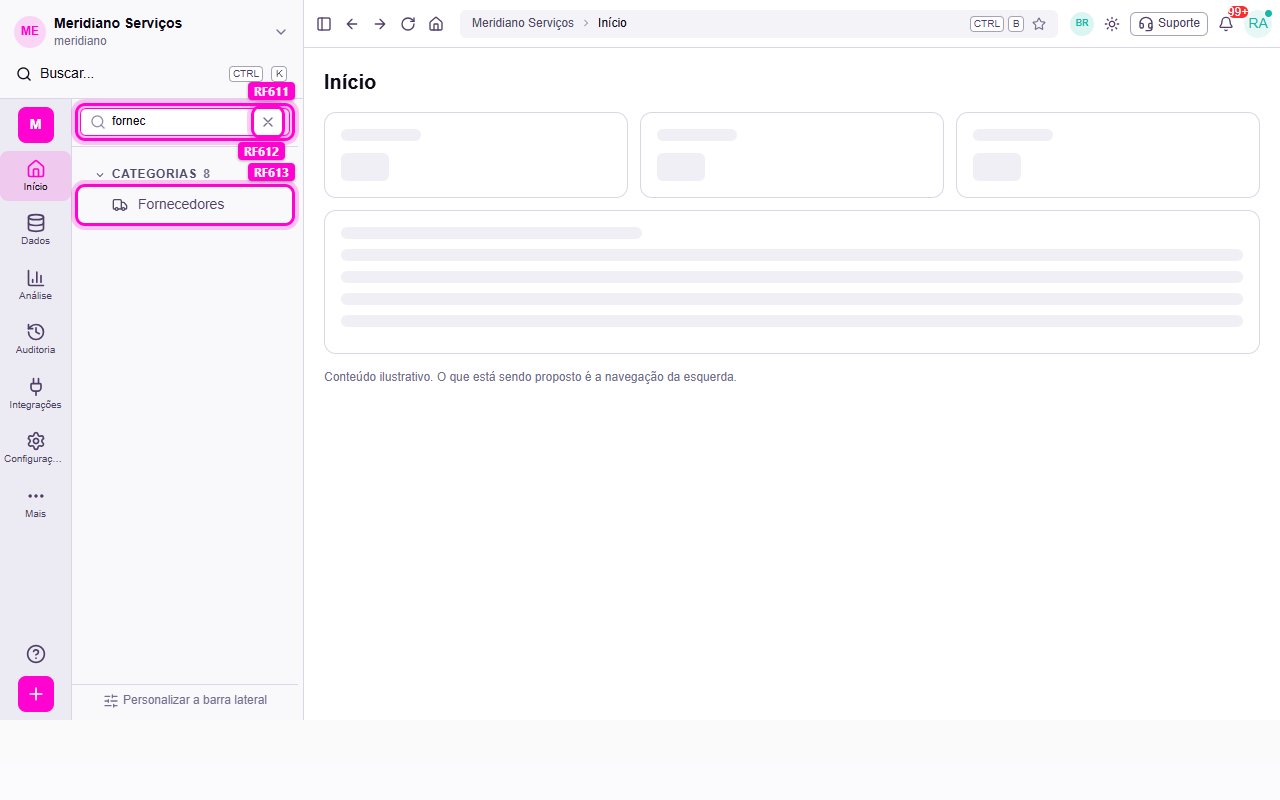 ME
Meridiano Serviços
meridiano
Buscar...
CTRL K
Meridiano Serviços > Início
CTRL B
BR
Suporte
99+
RA
M
Início
Dados
Análise
Auditoria
Integrações
Configuraç...
Mais
RF611
fornec
RF612
RF613
CATEGORIAS 8
Fornecedores
Personalizar a barra lateral
Início
Conteúdo ilustrativo. O que está sendo proposto é a navegação da esquerda.